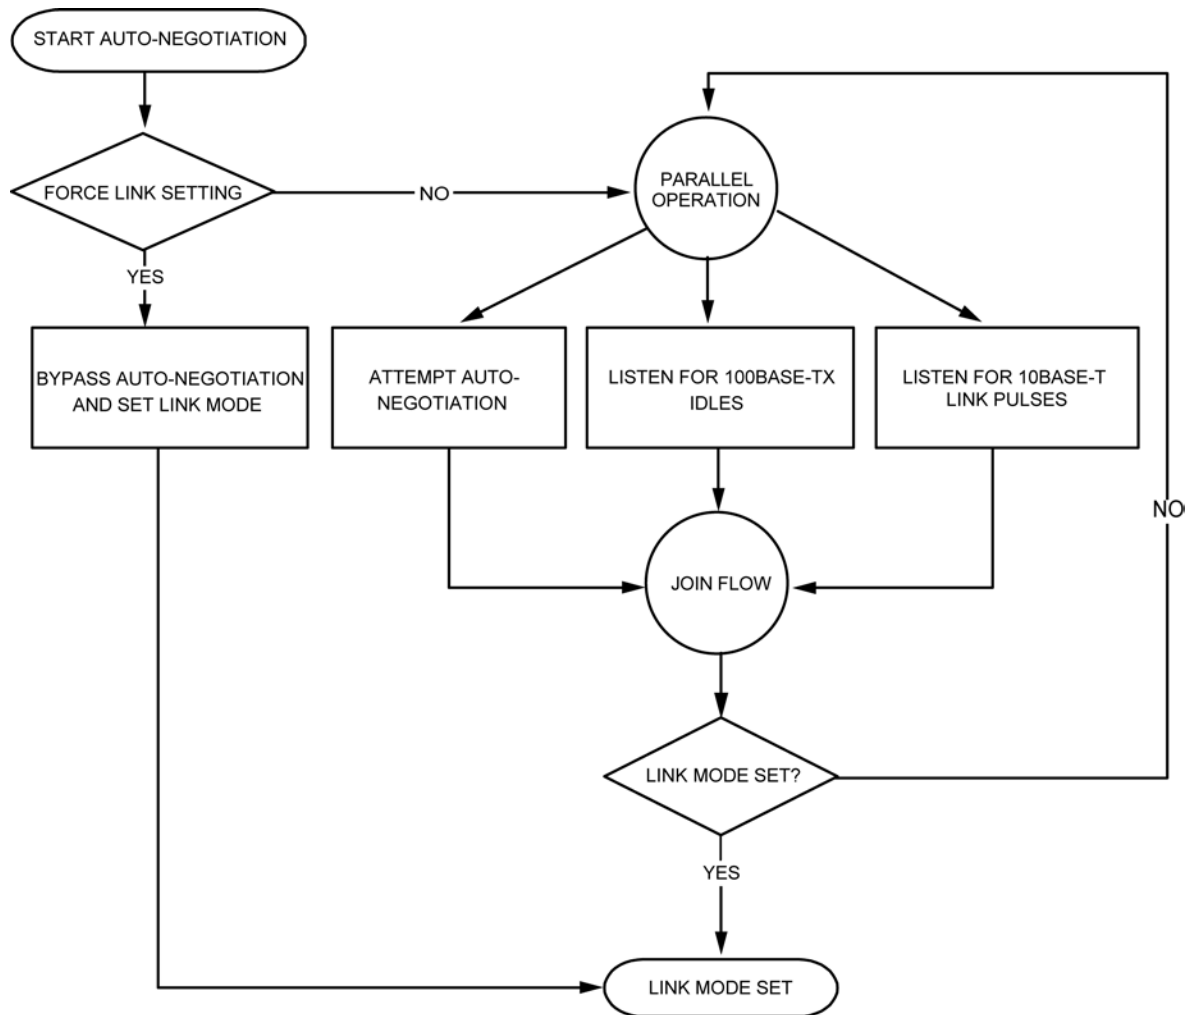 START AUTO-NEGOTIATION
FORCE LINK SETTING
NO
PARALLEL
OPERATION
YES
BYPASS AUTO-NEGOTIATION
AND SET LINK MODE
ATTEMPT AUTO-
NEGOTIATION
LISTEN FOR 100BASE-TX
IDLES
LISTEN FOR 10BASE-T
LINK PULSES
NO
JOIN FLOW
LINK MODE SET?
YES
LINK MODE SET